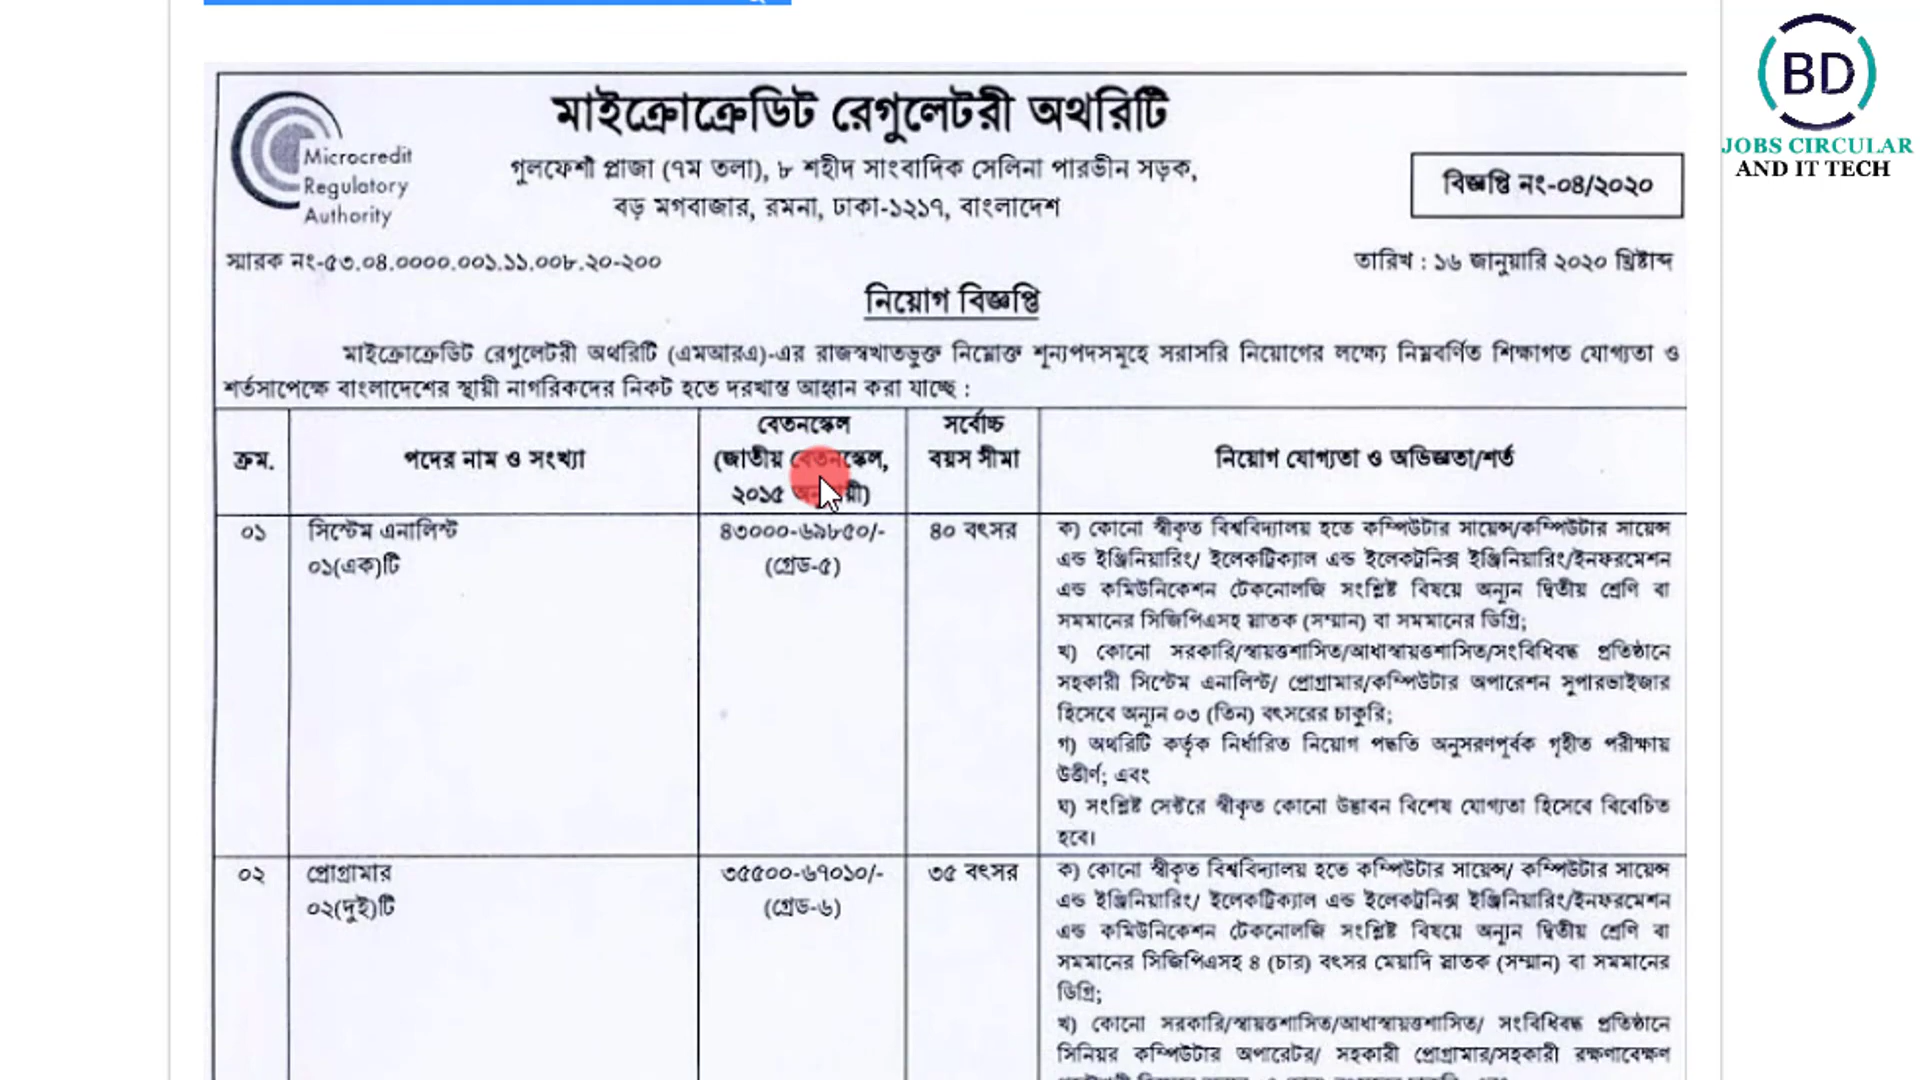 মাইক্রোক্রেডিট রেগুলেটরী অথরিটি
Microcredit
Regulatory
Authority
গুলফেশাঁ প্লাজা (৭ম তলা), ৮ শহীদ সাংবাদিক সেলিনা পারভীন সড়ক,
বড় মগবাজার, রমনা, ঢাকা-১২১৭, বাংলাদেশ
বিজ্ঞপ্তি নং-০৪/২০২০
BD
JOBS CIRCULAR
AND IT TECH
স্মারক নং-৫৩.০৪.০০০০.০০১.১১.০০৮.২০-২০০
তারিখ : ১৬ জানুয়ারি ২০২০ খ্রিষ্টাব্দ
নিয়োগ বিজ্ঞপ্তি
মাইক্রোক্রেডিট রেগুলেটরী অথরিটি (এমআরএ)-এর রাজস্বখাতভুক্ত নিম্নোক্ত শূন্যপদসমূহে সরাসরি নিয়োগের লক্ষ্যে নিম্নবর্ণিত শিক্ষাগত যোগ্যতা ও
শর্তসাপেক্ষে বাংলাদেশের স্থায়ী নাগরিকদের নিকট হতে দরখাস্ত আহ্বান করা যাচ্ছে :
ক্রম.
পদের নাম ও সংখ্যা
বেতনস্কেল
(জাতীয় বেতনস্কেল,
২০১৫ অনুযায়ী)
সর্বোচ্চ
বয়স সীমা
নিয়োগ যোগ্যতা ও অভিজ্ঞতা/শর্ত
০১
সিস্টেম এনালিস্ট
০১(এক)টি
৪৩০০০-৬৯৮৫০/-
(গ্রেড-৫)
৪০ বৎসর
ক) কোনো স্বীকৃত বিশ্ববিদ্যালয় হতে কম্পিউটার সায়েন্স/কম্পিউটার সায়েন্স
এন্ড ইঞ্জিনিয়ারিং/ ইলেকট্রিক্যাল এন্ড ইলেকট্রনিক্স ইঞ্জিনিয়ারিং/ইনফরমেশন
এন্ড কমিউনিকেশন টেকনোলজি সংশ্লিষ্ট বিষয়ে অন্যূন দ্বিতীয় শ্রেণি বা
সমমানের সিজিপিএসহ স্নাতক (সম্মান) বা সমমানের ডিগ্রি;
খ) কোনো সরকারি/স্বায়ত্তশাসিত/আধাস্বায়ত্তশাসিত/সংবিধিবদ্ধ প্রতিষ্ঠানে
সহকারী সিস্টেম এনালিস্ট/ প্রোগ্রামার/কম্পিউটার অপারেশন সুপারভাইজার
হিসেবে অন্যূন ০৩ (তিন) বৎসরের চাকুরি;
গ) অথরিটি কর্তৃক নির্ধারিত নিয়োগ পদ্ধতি অনুসরণপূর্বক গৃহীত পরীক্ষায়
উত্তীর্ণ; এবং
ঘ) সংশ্লিষ্ট সেক্টরে স্বীকৃত কোনো উদ্ভাবন বিশেষ যোগ্যতা হিসেবে বিবেচিত
হবে।
০২
প্রোগ্রামার
০২(দুই)টি
৩৫৫০০-৬৭০১০/-
(গ্রেড-৬)
৩৫ বৎসর
ক) কোনো স্বীকৃত বিশ্ববিদ্যালয় হতে কম্পিউটার সায়েন্স/ কম্পিউটার সায়েন্স
এন্ড ইঞ্জিনিয়ারিং/ ইলেকট্রিক্যাল এন্ড ইলেকট্রনিক্স ইঞ্জিনিয়ারিং/ইনফরমেশন
এন্ড কমিউনিকেশন টেকনোলজি সংশ্লিষ্ট বিষয়ে অন্যূন দ্বিতীয় শ্রেণি বা
সমমানের সিজিপিএসহ ৪ (চার) বৎসর মেয়াদি স্নাতক (সম্মান) বা সমমানের
ডিগ্রি;
খ) কোনো সরকারি/স্বায়ত্তশাসিত/আধাস্বায়ত্তশাসিত/ সংবিধিবদ্ধ প্রতিষ্ঠানে
সিনিয়র কম্পিউটার অপারেটর/ সহকারী প্রোগ্রামার/সহকারী রক্ষণাবেক্ষণ